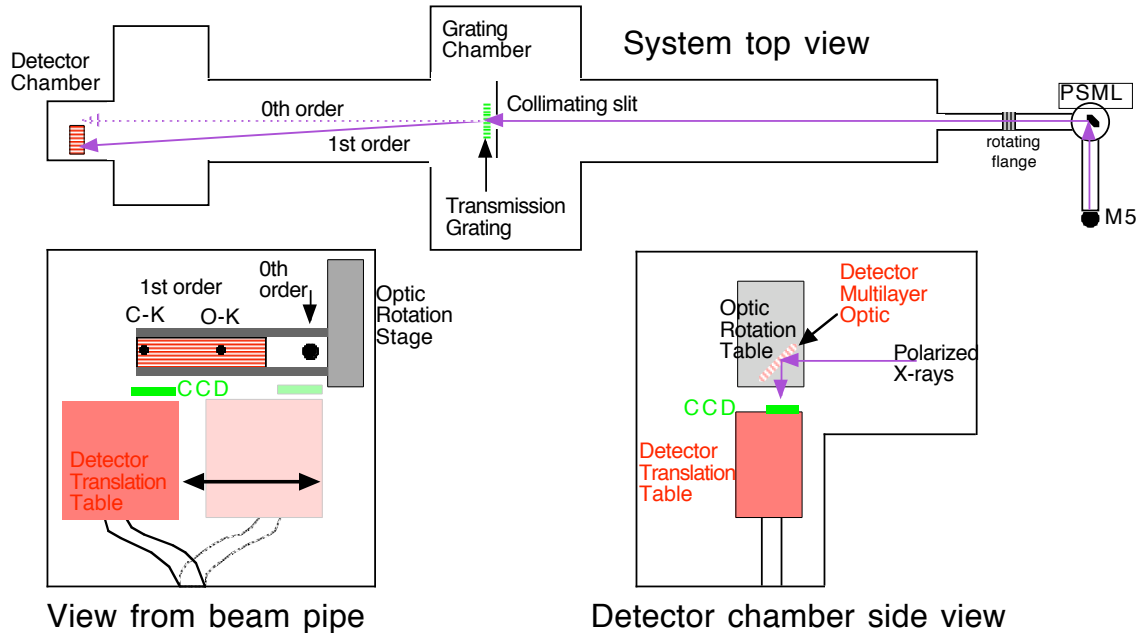 System top view
Grating
Chamber
Detector
Chamber
PSML
0th order
Collimating slit
1st order
rotating
flange
Transmission
Grating
M5
0th
order
1st order
C-K
O-K
Optic
Rotation
Stage
CCD
Detector
Translation
Table
View from beam pipe
Detector
Multilayer
Optic
Optic
Rotation
Table
Polarized
X-rays
CCD
Detector
Translation
Table
Detector chamber side view